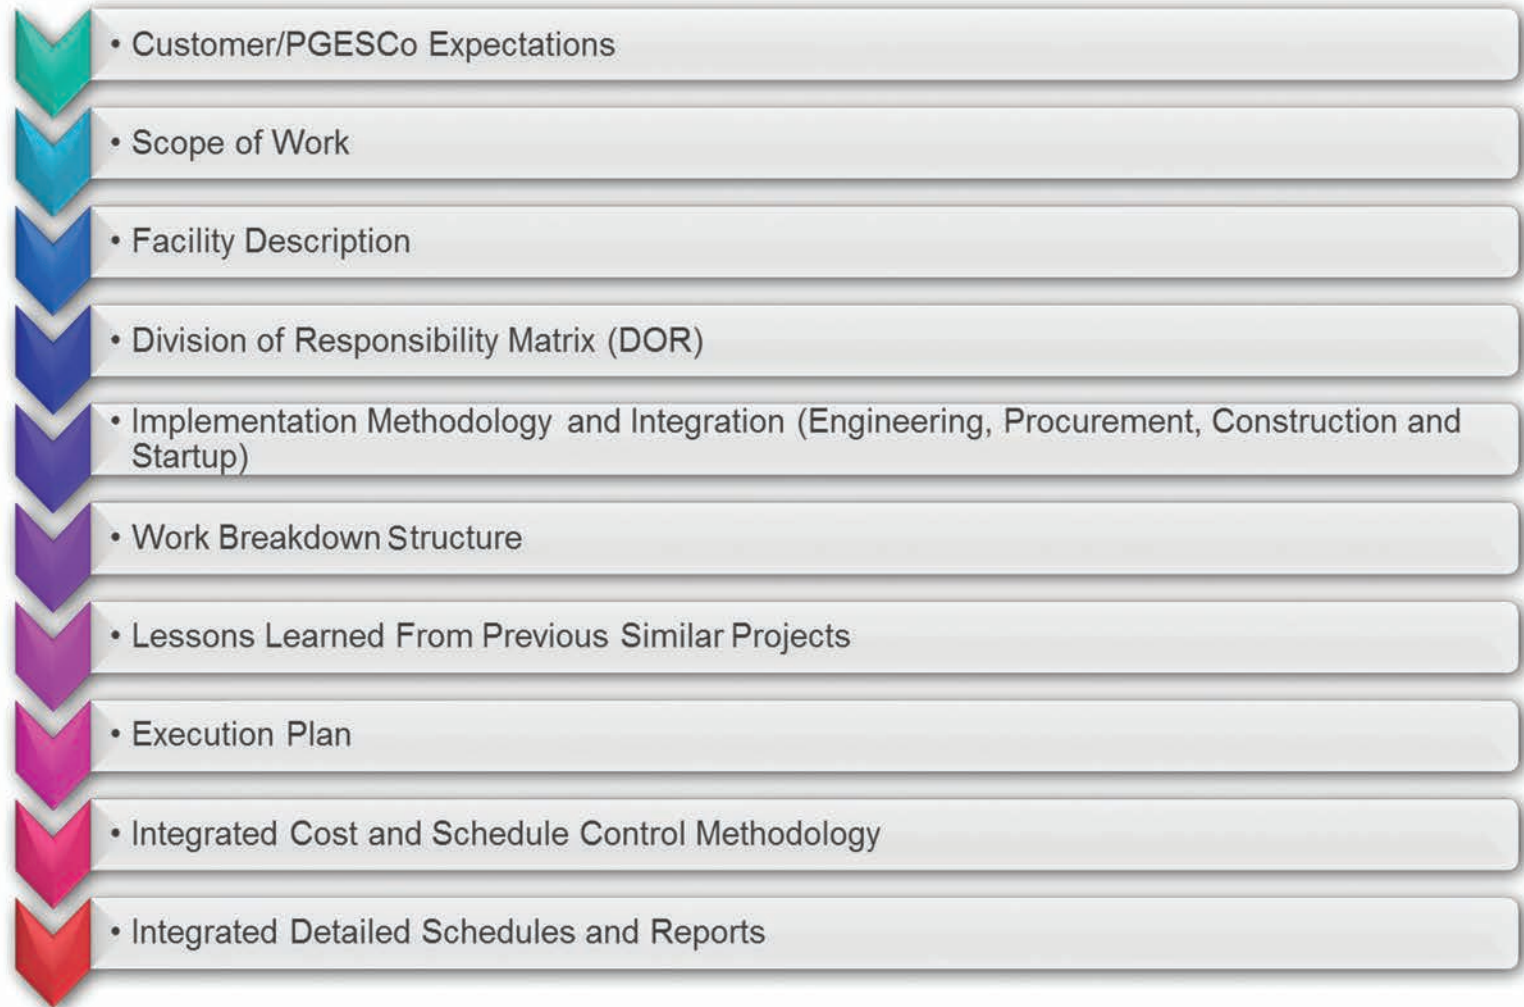 • Customer/PGESCo Expectations
• Scope of Work
• Facility Description
• Division of Responsibility Matrix (DOR)
• Implementation Methodology and Integration (Engineering, Procurement, Construction and
Startup)
• Work Breakdown Structure
• Lessons Learned From Previous Similar Projects
• Execution Plan
• Integrated Cost and Schedule Control Methodology
• Integrated Detailed Schedules and Reports